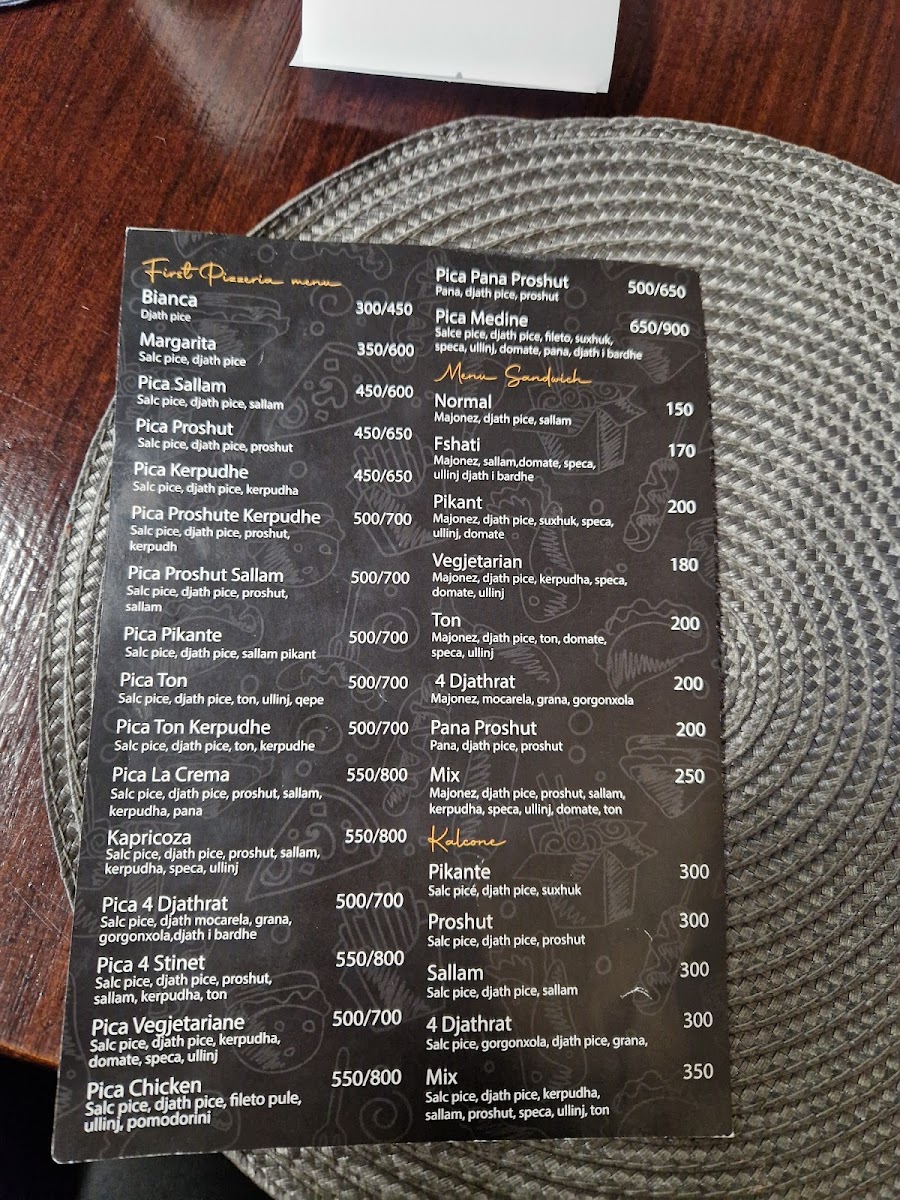 First Pizzeria menu
Bianca 300/450
Djath pice
Margarita 350/600
Salc pice, djath pice
Pica Sallam 450/600
Salc pice, djath pice, sallam
Pica Proshut 450/650
Salc pice, djath pice, proshut
Pica Kerpudhe 450/650
Salc pice, djath pice, kerpudha
Pica Proshute Kerpudhe 500/700
Salc pice, djath pice, proshut,
kerpudh
Pica Proshut Sallam 500/700
Salc pice, djath pice, proshut,
sallam
Pica Pikante 500/700
Salc pice, djath pice, sallam pikant
Pica Ton 500/700
Salc pice, djath pice, ton, ullinj, qepe
Pica Ton Kerpudhe 500/700
Salc pice, djath pice, ton, kerpudhe
Pica La Crema 550/800
Salc pice, djath pice, proshut, sallam,
kerpudha, pana
Kapricoza 550/800
Salc pice, djath pice, proshut, sallam,
kerpudha, speca, ullinj
Pica 4 Djathrat 500/700
Salc pice, djath mocarela, grana,
gorgonxola,djath i bardhe
Pica 4 Stinet 550/800
Salc pice, djath pice, proshut,
sallam, kerpudha, ton
Pica Vegjetariane 500/700
Salc pice, djath pice, kerpudha,
domate, speca, ullinj
Pica Chicken 550/800
Salc pice, djath pice, fileto pule,
ullinj, pomodorini
Pica Pana Proshut 500/650
Pana, djath pice, proshut
Pica Medine 650/900
Salce pice, djath pice, fileto, suxhuk,
speca, ullinj, domate, pana, djath i bardhe
Menu Sandwich
Normal 150
Majonez, djath pice, sallam
Fshati 170
Majonez, sallam,domate, speca,
ullinj djath i bardhe
Pikant 200
Majonez, djath pice, suxhuk, speca,
ullinj, domate
Vegjetarian 180
Majonez, djath pice, kerpudha, speca,
domate, ullinj
Ton 200
Majonez, djath pice, ton, domate,
speca, ullinj
4 Djathrat 200
Majonez, mocarela, grana, gorgonxola
Pana Proshut 200
Pana, djath pice, proshut
Mix 250
Majonez, djath pice, proshut, sallam,
kerpudha, speca, ullinj, domate, ton
Kalcone
Pikante 300
Salc pice, djath pice, suxhuk
Proshut 300
Salc pice, djath pice, proshut
Sallam 300
Salc pice, djath pice, sallam
4 Djathrat 300
Salc pice, gorgonxola, djath pice, grana,
Mix 350
Salc pice, djath pice, kerpudha,
sallam, proshut, speca, ullinj, ton